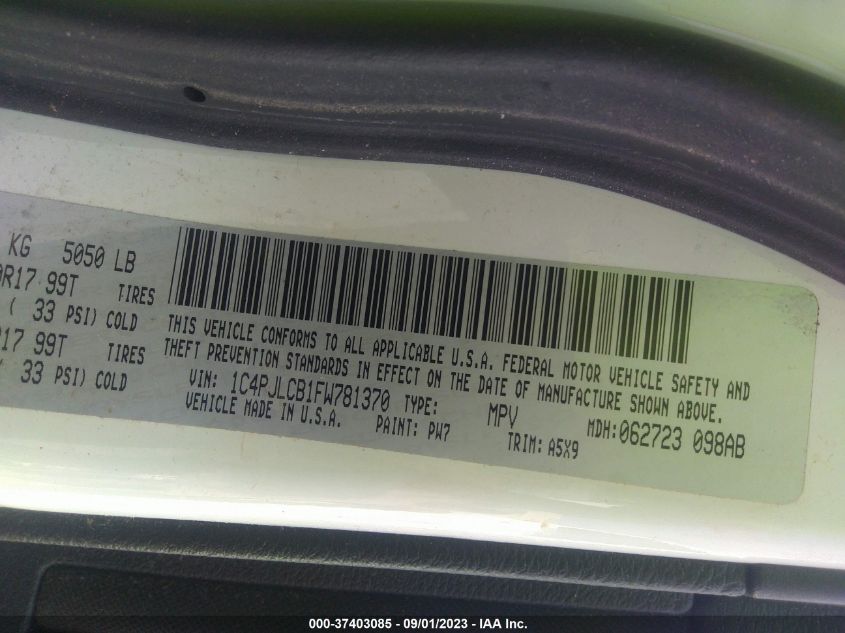 KG 5050 LB
R17 99T TIRES
( 33 PSI) COLD
R17 99T TIRES
33 PSI) COLD
THIS VEHICLE CONFORMS TO ALL APPLICABLE U.S.A. FEDERAL MOTOR VEHICLE SAFETY AND
THEFT PREVENTION STANDARDS IN EFFECT ON THE DATE OF MANUFACTURE SHOWN ABOVE.
VIN: 1C4PJLCB1FW781370 TYPE: MPV MDH:062723 098AB
VEHICLE MADE IN U.S.A. PAINT: PW7 TRIM: A5X9
000-37403085 - 09/01/2023 - IAA Inc.